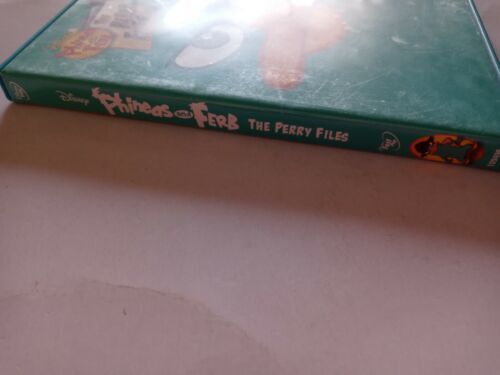 Disney Phineas and Ferb The Perry Files